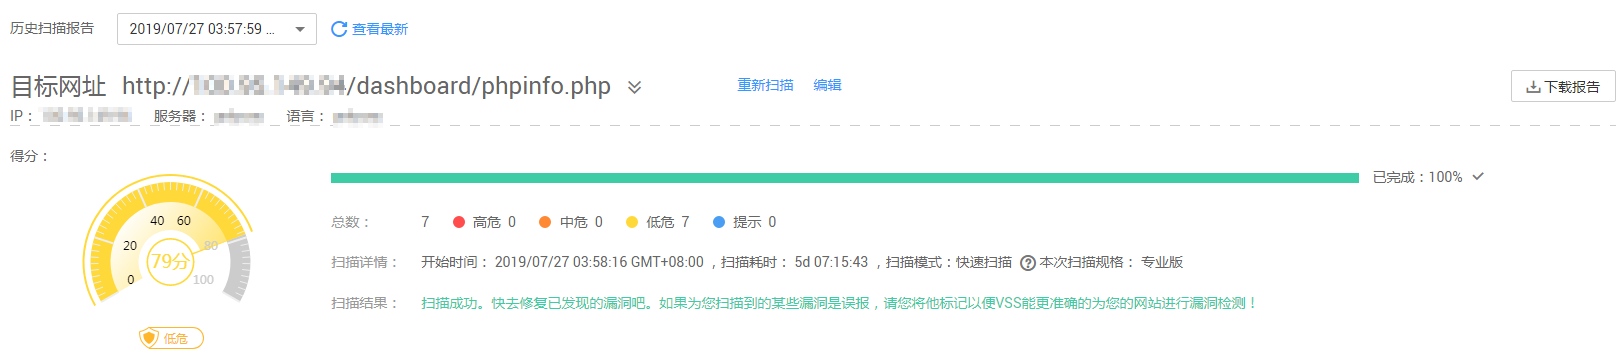 历史扫描报告 2019/07/27 03:57:59 ... 查看最新
目标网址 http:// /dashboard/phpinfo.php 重新扫描 编辑 下载报告
IP： 服务器： 语言：
得分：
已完成：100%
0 20 40 60 80 100
79分
低危
总数： 7 高危 0 中危 0 低危 7 提示 0
扫描详情： 开始时间： 2019/07/27 03:58:16 GMT+08:00 ，扫描耗时： 5d 07:15:43 ，扫描模式：快速扫描 ? 本次扫描规格： 专业版
扫描结果： 扫描成功。快去修复已发现的漏洞吧。如果为您扫描到的某些漏洞是误报，请您将他标记以便VSS能更准确的为您的网站进行漏洞检测！